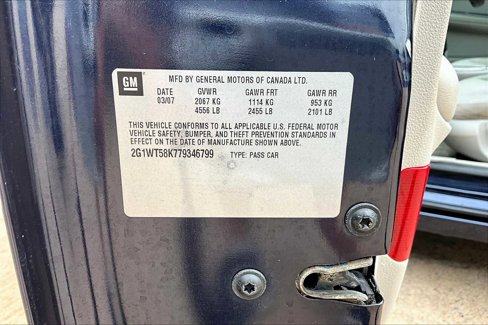 GM
MFD BY GENERAL MOTORS OF CANADA LTD.
DATE GVWR GAWR FRT GAWR RR
03/07 2067 KG 1114 KG 953 KG
4556 LB 2455 LB 2101 LB
THIS VEHICLE CONFORMS TO ALL APPLICABLE U.S. FEDERAL MOTOR
VEHICLE SAFETY, BUMPER, AND THEFT PREVENTION STANDARDS IN
EFFECT ON THE DATE OF MANUFACTURE SHOWN ABOVE.
2G1WT58K779346799 TYPE: PASS CAR